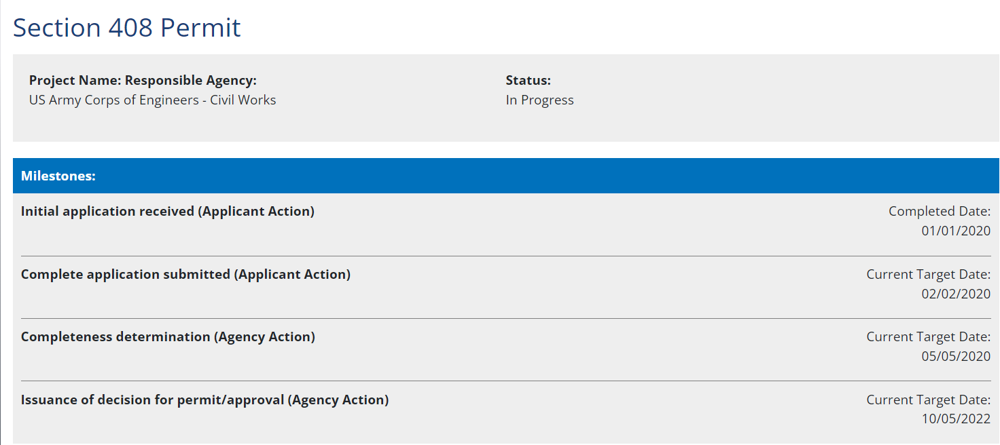 Section 408 Permit
Project Name: Responsible Agency:
US Army Corps of Engineers - Civil Works
Status:
In Progress
Milestones:
Initial application received (Applicant Action)
Completed Date:
01/01/2020
Complete application submitted (Applicant Action)
Current Target Date:
02/02/2020
Completeness determination (Agency Action)
Current Target Date:
05/05/2020
Issuance of decision for permit/approval (Agency Action)
Current Target Date:
10/05/2022